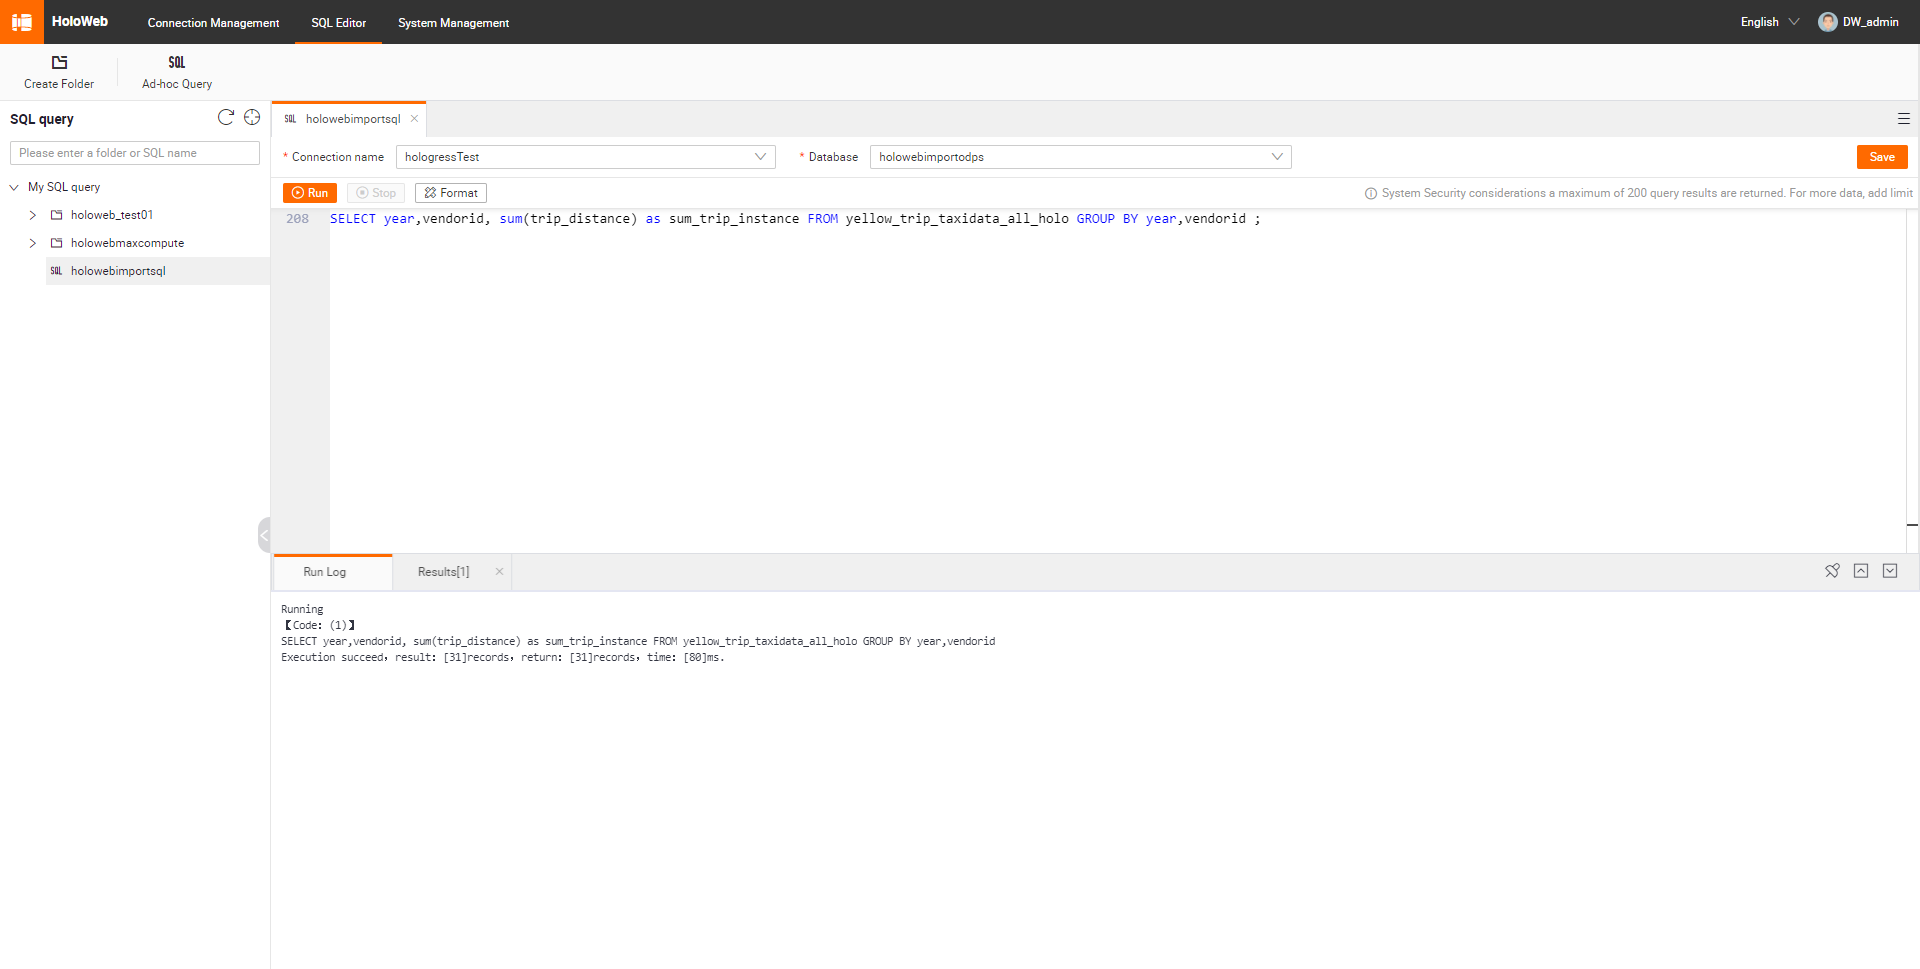 HoloWeb
Connection Management
SQL Editor
System Management
English
DW_admin
Create Folder
SQL
Ad-hoc Query
SQL query
Please enter a folder or SQL name
My SQL query
holoweb_test01
holowebmaxcompute
SQL holowebimportsql
SQL holowebimportsql
* Connection name hologressTest * Database holowebimportodps Save
Run Stop Format System Security considerations a maximum of 200 query results are returned. For more data, add limit
208 SELECT year,vendorid, sum(trip_distance) as sum_trip_instance FROM yellow_trip_taxidata_all_holo GROUP BY year,vendorid ;
Run Log Results[1]
Running
【Code: (1)】
SELECT year,vendorid, sum(trip_distance) as sum_trip_instance FROM yellow_trip_taxidata_all_holo GROUP BY year,vendorid
Execution succeed，result: [31]records，return: [31]records，time: [80]ms.